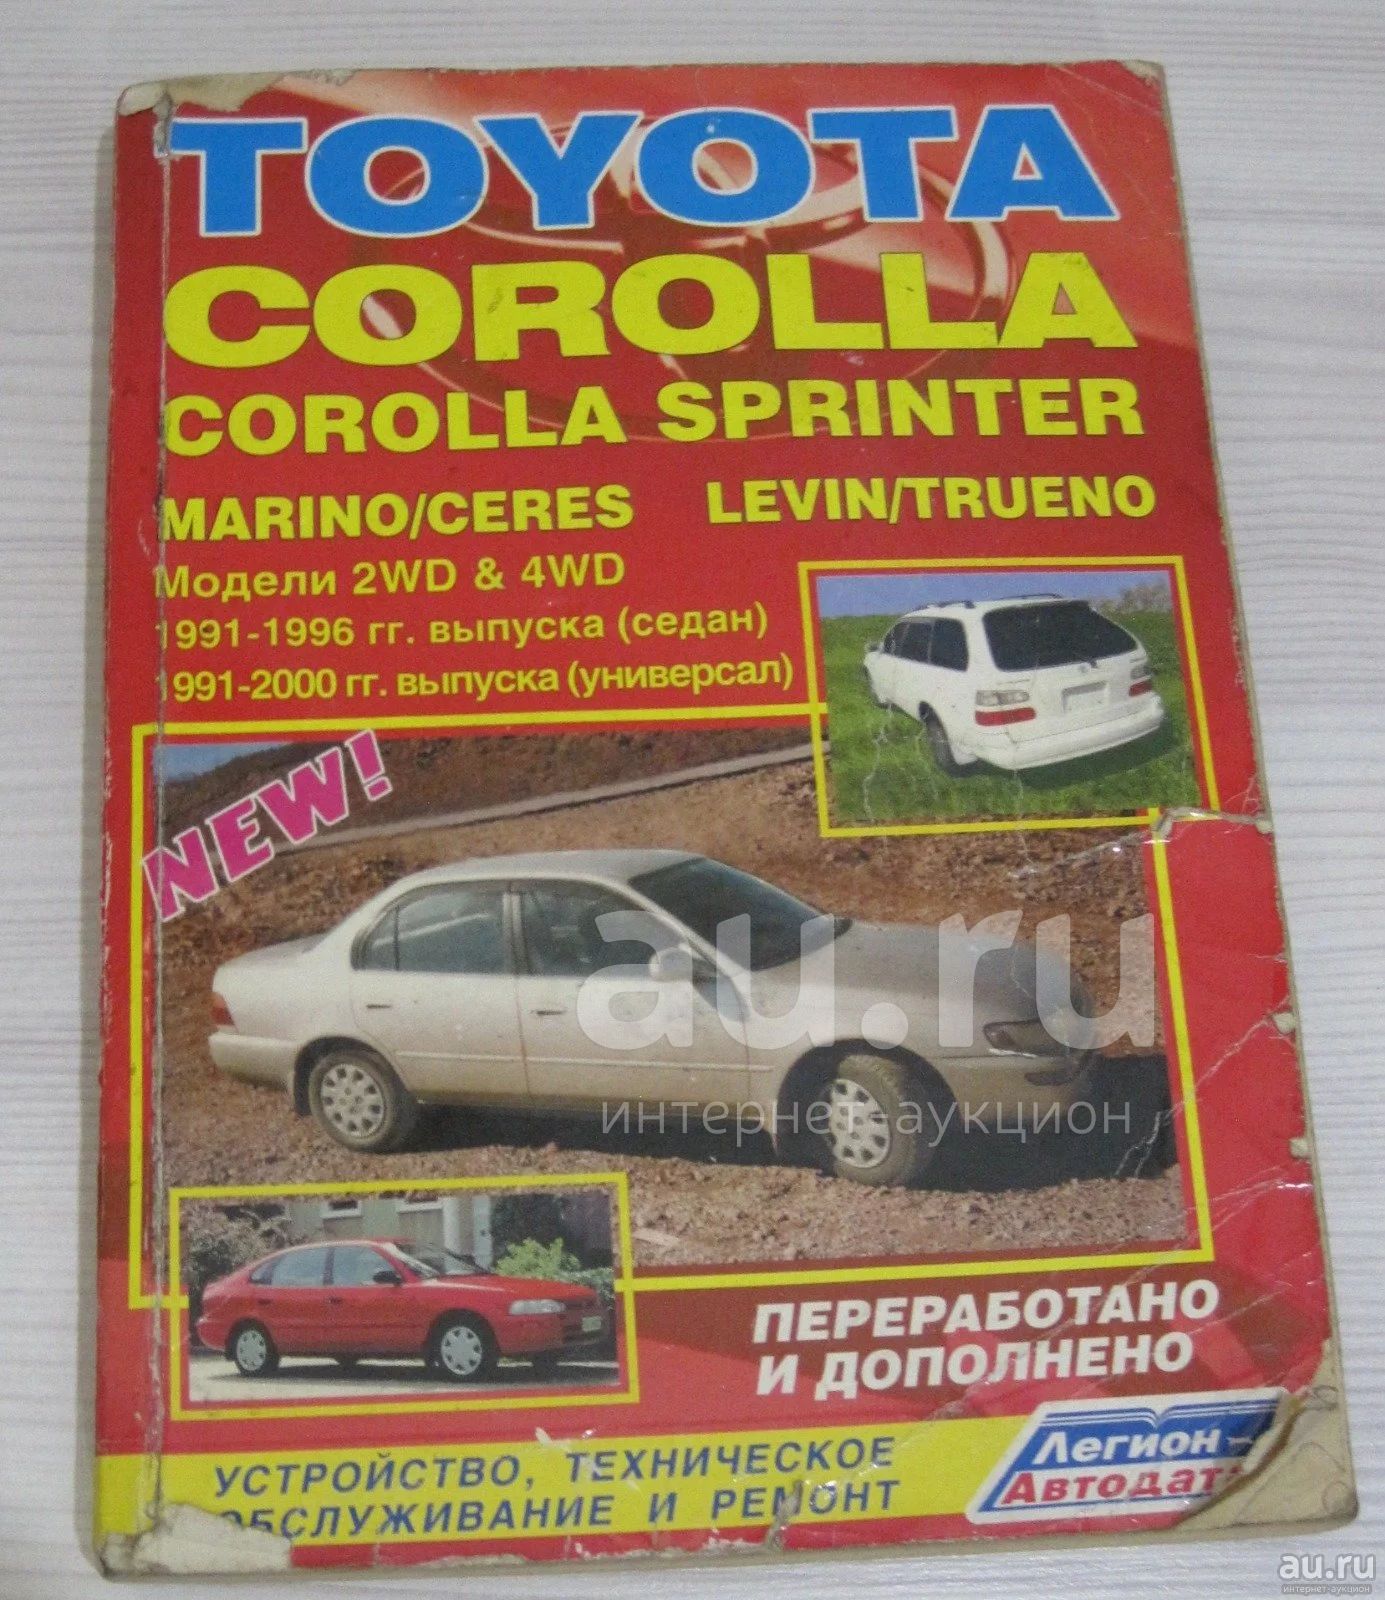 TOYOTA
COROLLA
COROLLA SPRINTER
MARINO/CERES LEVIN/TRUENO
Модели 2WD & 4WD
1991-1996 гг. выпуска (седан)
1991-2000 гг. выпуска (универсал)
NEW!
au.ru
интернет-аукцион
ПЕРЕРАБОТАНО
И ДОПОЛНЕНО
Легион-
Автодат
УСТРОЙСТВО, ТЕХНИЧЕСКОЕ
ОБСЛУЖИВАНИЕ И РЕМОНТ
au.ru
интернет-аукцион